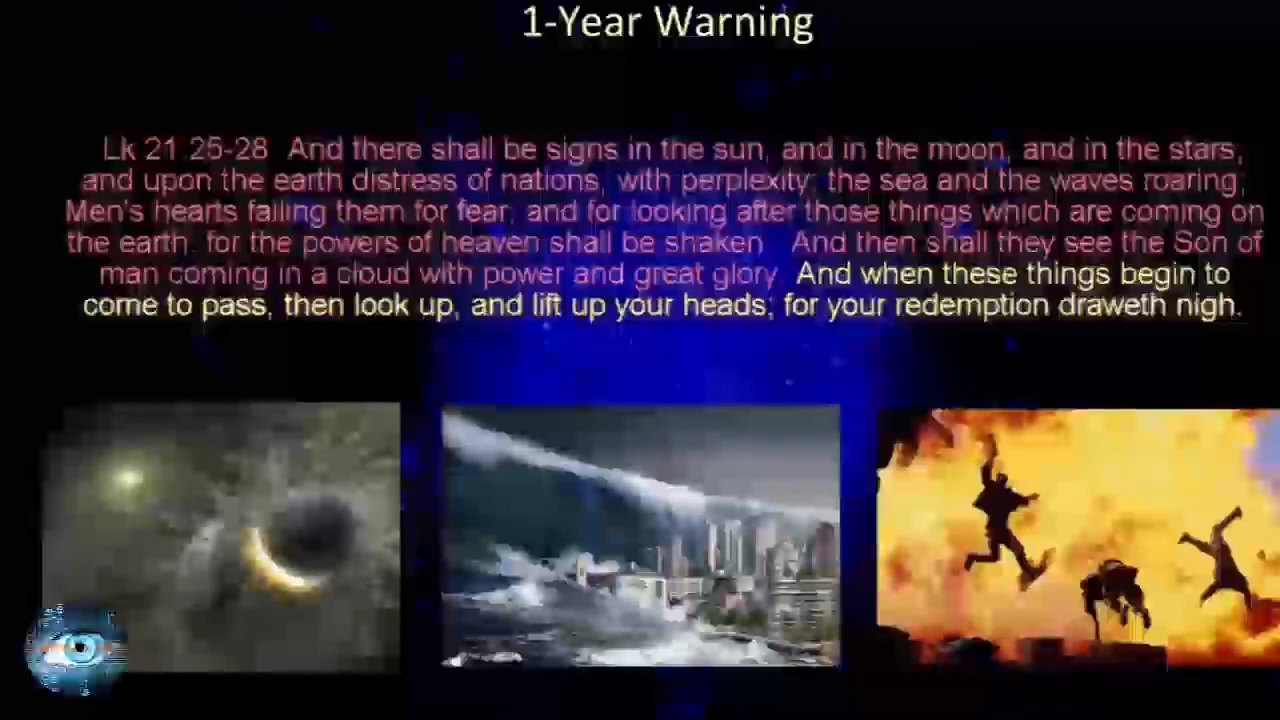 1-Year Warning
Lk 21 25-28 And there shall be signs in the sun, and in the moon, and in the stars,
and upon the earth distress of nations, with perplexity; the sea and the waves roaring;
Men's hearts failing them for fear, and for looking after those things which are coming on
the earth: for the powers of heaven shall be shaken. And then shall they see the Son of
man coming in a cloud with power and great glory. And when these things begin to
come to pass, then look up, and lift up your heads; for your redemption draweth nigh.